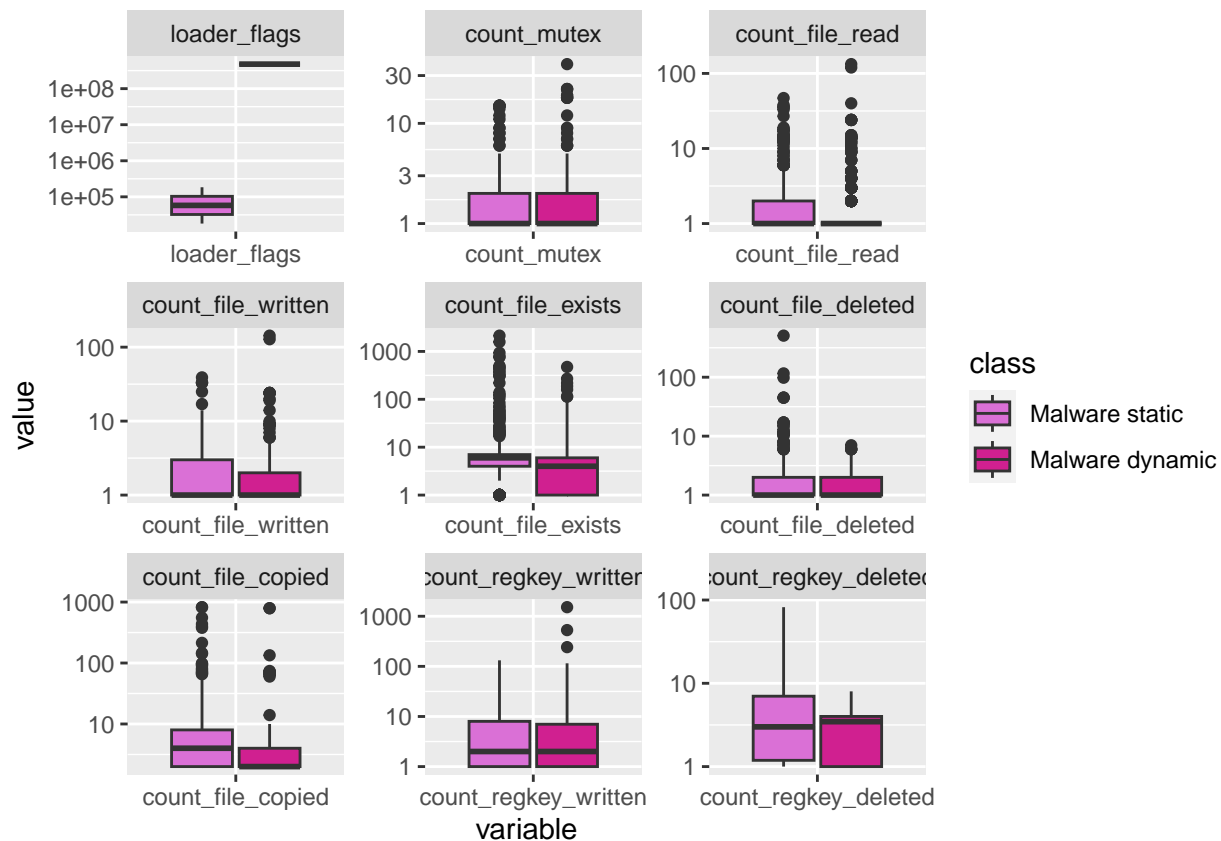 loader_flags count_mutex count_file_read
1e+08
1e+07
1e+06
1e+05
30
10
3
1
100
10
1
loader_flags count_mutex count_file_read
count_file_written count_file_exists count_file_deleted
100
10
1
1000
100
10
1
100
10
1
count_file_written count_file_exists count_file_deleted
count_file_copied count_regkey_written count_regkey_deleted
1000
100
10
1000
100
10
1
100
10
1
count_file_copied count_regkey_written count_regkey_deleted
variable
value
class
Malware static
Malware dynamic